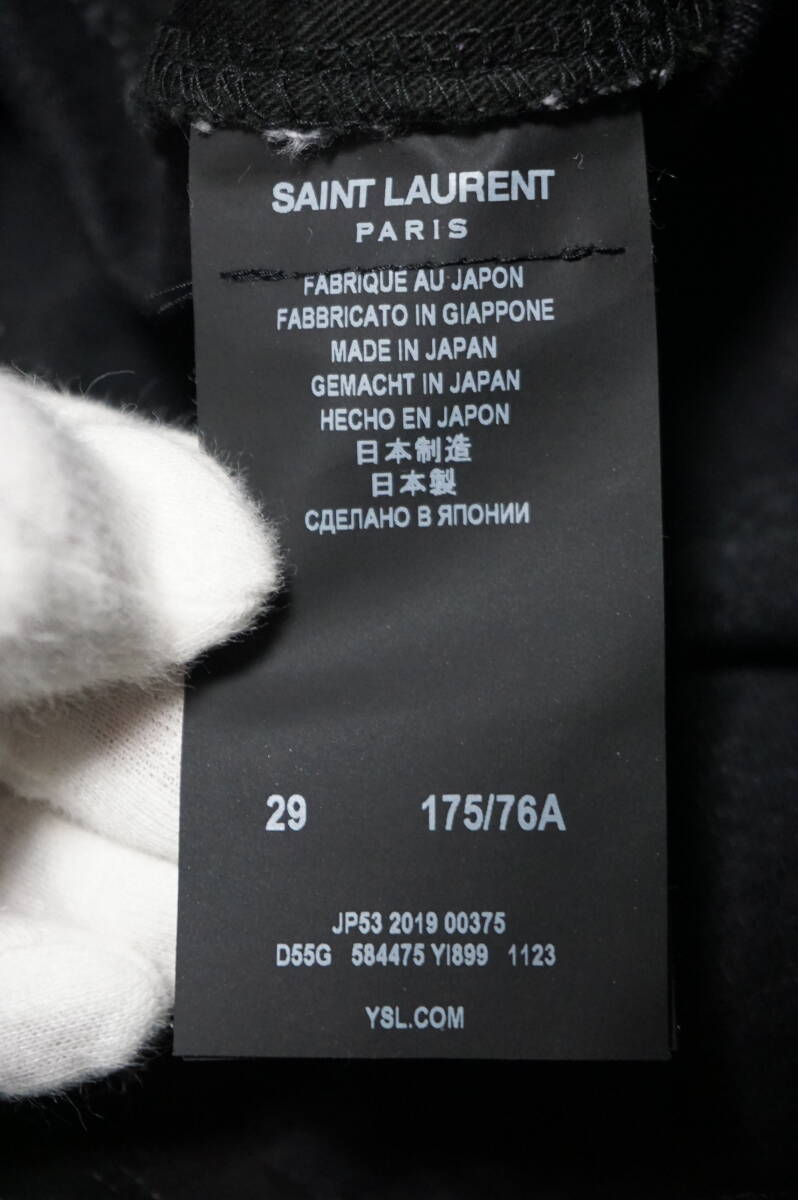 SAINT LAURENT
PARIS
FABRIQUE AU JAPON
FABBRICATO IN GIAPPONE
MADE IN JAPAN
GEMACHT IN JAPAN
HECHO EN JAPON
日本制造
日本製
СДЕЛАНО В ЯПОНИИ
29 175/76A
JP53 2019 00375
D55G 584475 YI899 1123
YSL.COM